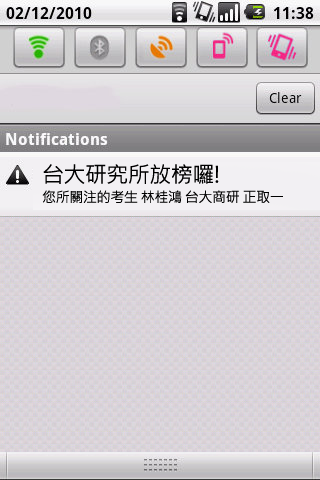 02/12/2010 11:38
Clear
Notifications
台大研究所放榜囉!
您所關注的考生 林桂鴻 台大商研 正取一